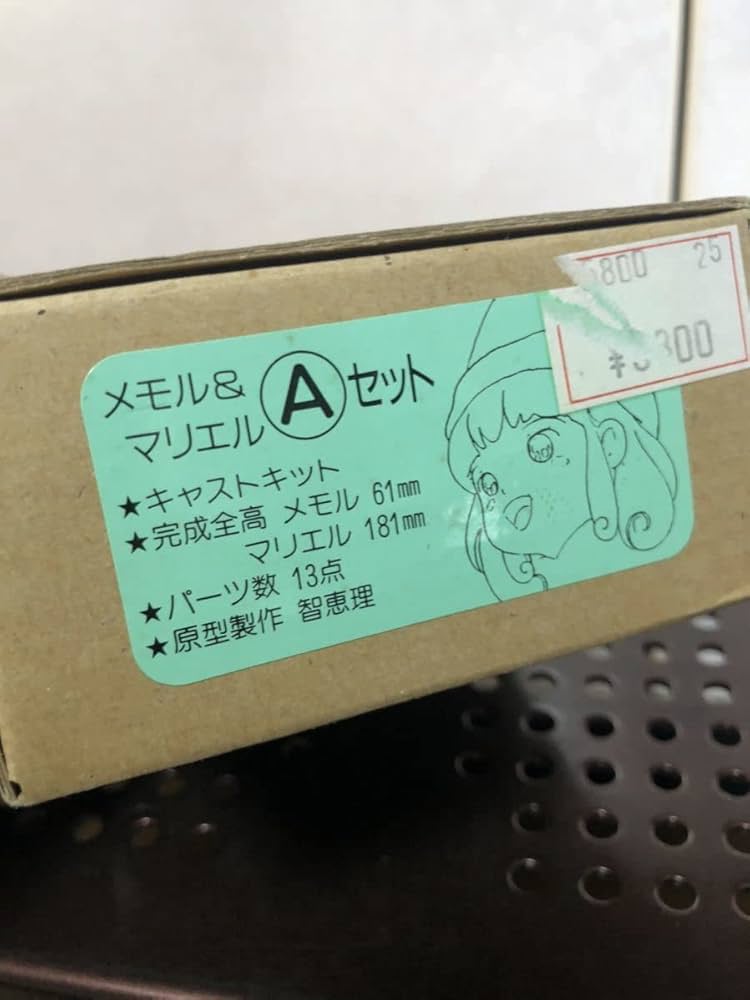 メモル&
マリエル Ⓐ セット
★キャストキット
★完成全高 メモル 61mm
マリエル 181mm
★パーツ数 13点
★原型製作 智恵理
25